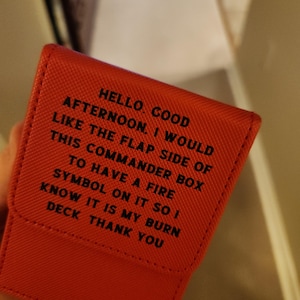 HELLO, GOOD
AFTERNOON, I WOULD
LIKE THE FLAP SIDE OF
THIS COMMANDER BOX
TO HAVE A FIRE
SYMBOL ON IT SO I
KNOW IT IS MY BURN
DECK THANK YOU